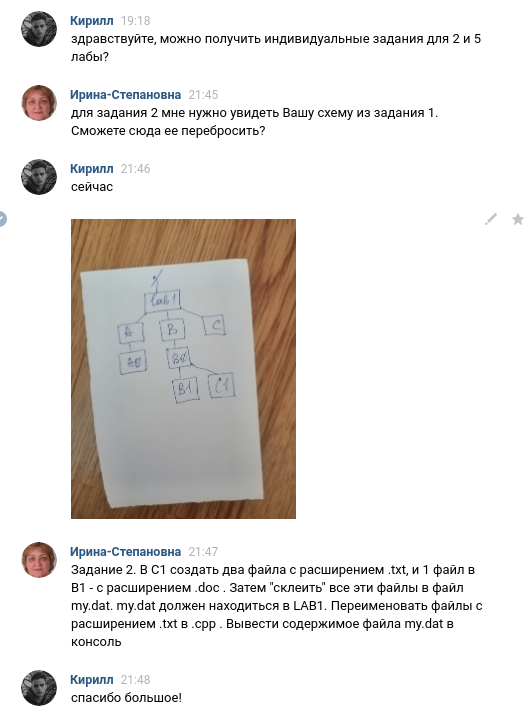 Кирилл 19:18
здравствуйте, можно получить индивидуальные задания для 2 и 5
лабы?
Ирина-Степановна 21:45
для задания 2 мне нужно увидеть Вашу схему из задания 1.
Сможете сюда ее перебросить?
Кирилл 21:46
сейчас
lab1
A B C
A0 B0
B1 C1
Ирина-Степановна 21:47
Задание 2. В С1 создать два файла с расширением .txt, и 1 файл в
В1 - с расширением .doc . Затем "склеить" все эти файлы в файл
my.dat. my.dat должен находиться в LAB1. Переименовать файлы с
расширением .txt в .cpp . Вывести содержимое файла my.dat в
консоль
Кирилл 21:48
спасибо большое!